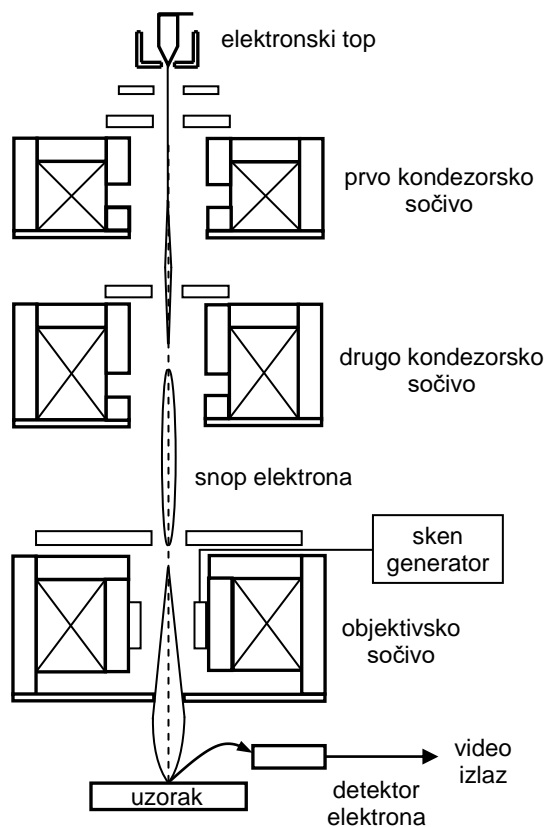 elektronski top
prvo kondezorsko
sočivo
drugo kondezorsko
sočivo
snop elektrona
sken
generator
objektivsko
sočivo
video
izlaz
detektor
elektrona
uzorak